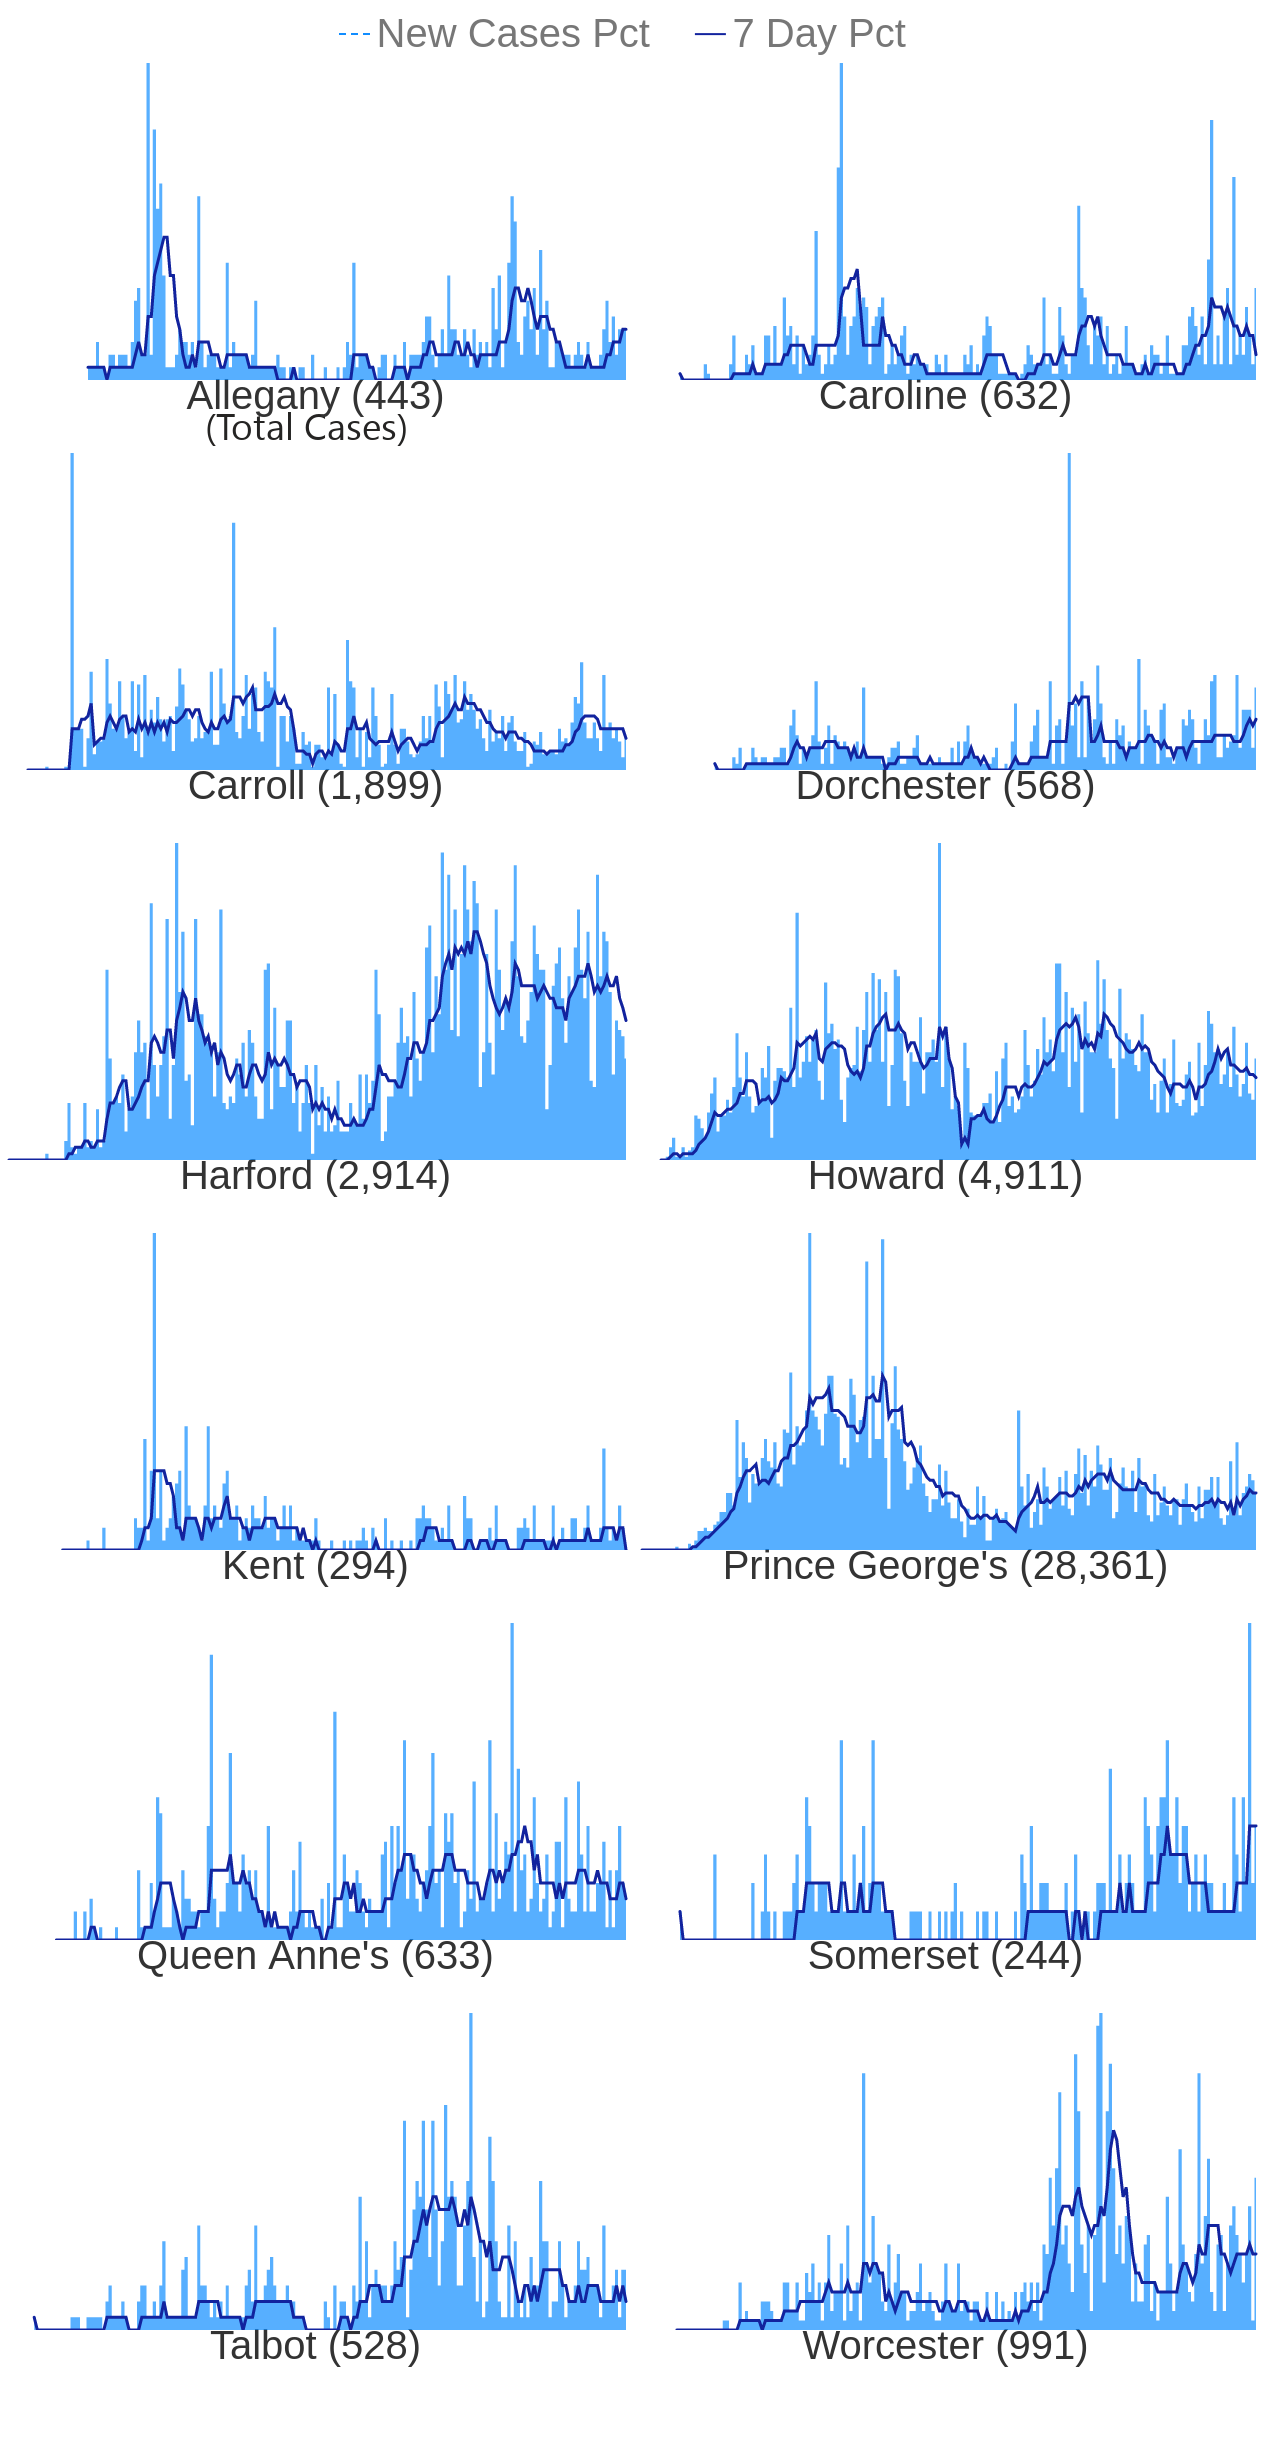 New Cases Pct 7 Day Pct
Allegany (443) Caroline (632)
(Total Cases)
Carroll (1,899) Dorchester (568)
Harford (2,914) Howard (4,911)
Kent (294) Prince George's (28,361)
Queen Anne's (633) Somerset (244)
Talbot (528) Worcester (991)